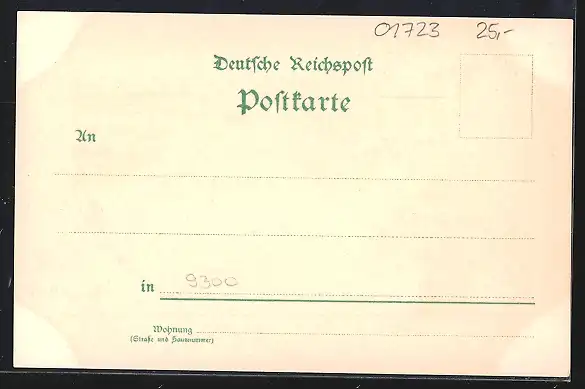 01723 25,-
Deutsche Reichspost
Postkarte
An
in 9300
Wohnung
(Straße und Hausnummer)